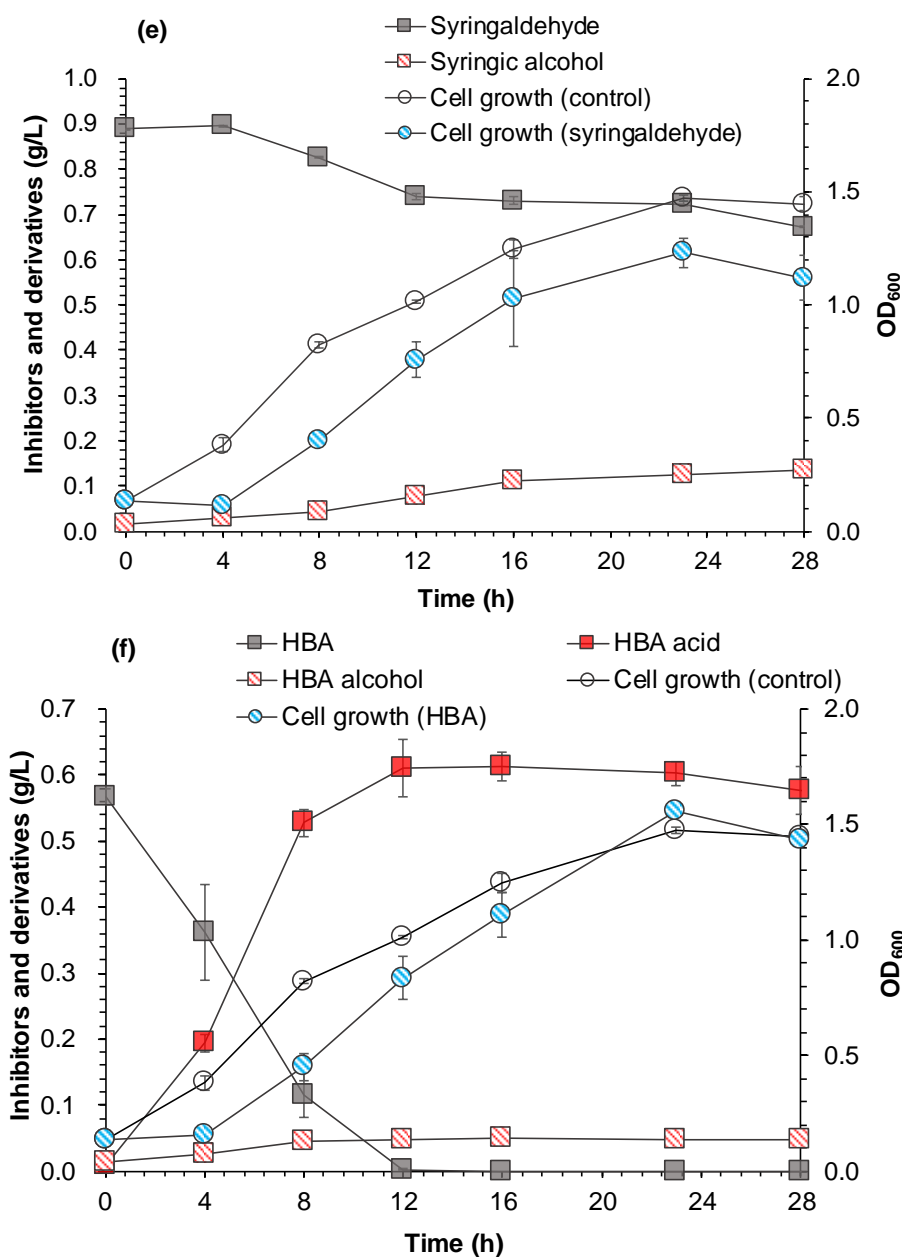 (e)
Syringaldehyde
Syringic alcohol
Cell growth (control)
Cell growth (syringaldehyde)
Inhibitors and derivatives (g/L)
1.0
0.9
0.8
0.7
0.6
0.5
0.4
0.3
0.2
0.1
0.0
2.0
1.5
1.0
0.5
0.0
OD600
0 4 8 12 16 20 24 28
Time (h)
(f)
HBA HBA acid
HBA alcohol Cell growth (control)
Cell growth (HBA)
Inhibitors and derivatives (g/L)
0.7
0.6
0.5
0.4
0.3
0.2
0.1
0.0
2.0
1.5
1.0
0.5
0.0
OD600
0 4 8 12 16 20 24 28
Time (h)